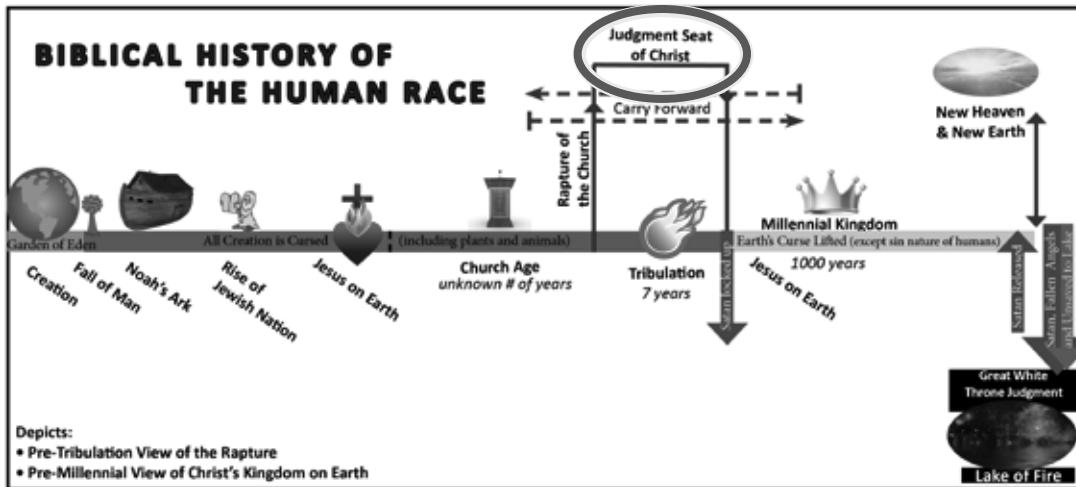 BIBLICAL HISTORY OF
THE HUMAN RACE
Judgment Seat
of Christ
Carry Forward
Rapture of
the Church
New Heaven
& New Earth
Garden of Eden
All Creation is Cursed
(including plants and animals)
Millennial Kingdom
Earth's Curse Lifted (except sin nature of humans)
Creation
Fall of Man
Noah's Ark
Rise of
Jewish Nation
Jesus on Earth
Church Age
unknown # of years
Tribulation
7 years
Satan locked up
Jesus on Earth
1000 years
Satan Released
Satan, Fallen Angels
and Unsaved to Lake
Great White
Throne Judgment
Lake of Fire
Depicts:
• Pre-Tribulation View of the Rapture
• Pre-Millennial View of Christ's Kingdom on Earth